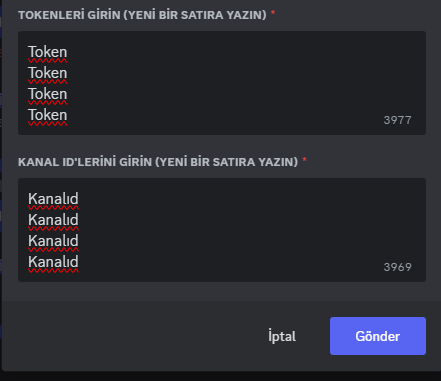 TOKENLERİ GİRİN (YENİ BİR SATIRA YAZIN) *
Token
Token
Token
Token
3977
KANAL ID'LERİNİ GİRİN (YENİ BİR SATIRA YAZIN) *
Kanalıd
Kanalıd
Kanalıd
Kanalıd
3969
İptal
Gönder